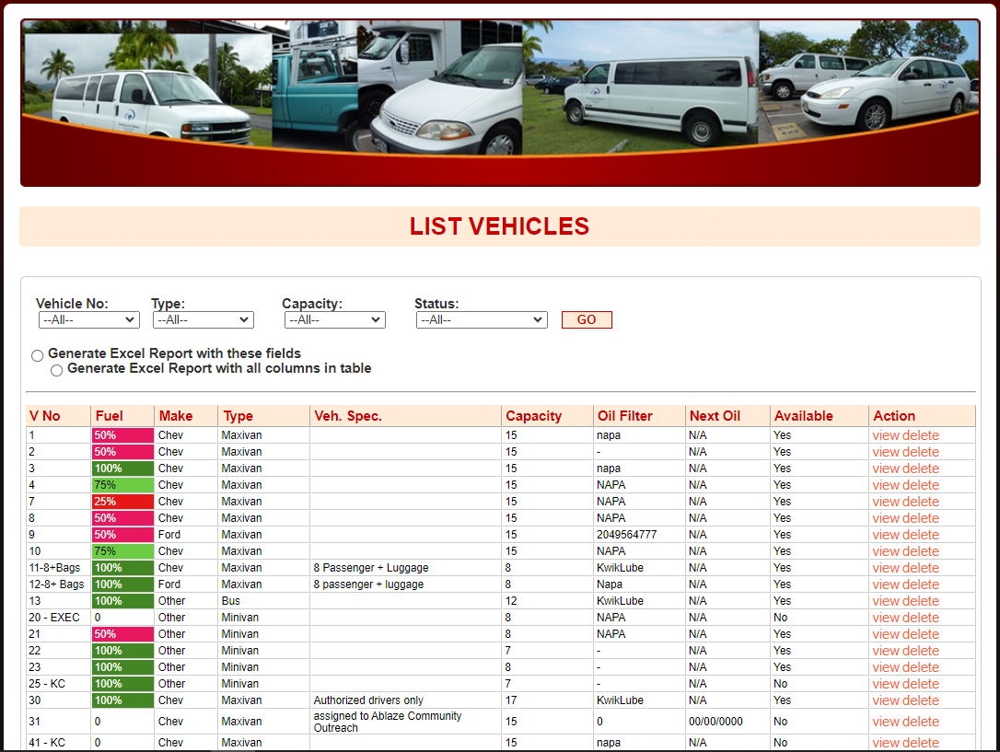 LIST VEHICLES
Vehicle No: Type: Capacity: Status:
--All-- --All-- --All-- --All-- GO
Generate Excel Report with these fields
Generate Excel Report with all columns in table
V No Fuel Make Type Veh. Spec. Capacity Oil Filter Next Oil Available Action
1 50% Chev Maxivan 15 napa N/A Yes view delete
2 50% Chev Maxivan 15 - N/A Yes view delete
3 100% Chev Maxivan 15 napa N/A Yes view delete
4 75% Chev Maxivan 15 NAPA N/A Yes view delete
7 25% Chev Maxivan 15 NAPA N/A Yes view delete
8 50% Chev Maxivan 15 NAPA N/A Yes view delete
9 50% Ford Maxivan 15 2049564777 N/A Yes view delete
10 75% Chev Maxivan 15 NAPA N/A Yes view delete
11-8+Bags 100% Chev Maxivan 8 Passenger + Luggage 8 KwikLube N/A Yes view delete
12-8+ Bags 100% Ford Maxivan 8 passenger + luggage 8 Napa N/A Yes view delete
13 100% Other Bus 12 KwikLube N/A Yes view delete
20 - EXEC 0 Other Minivan 8 NAPA N/A No view delete
21 50% Other Minivan 8 NAPA N/A Yes view delete
22 100% Other Minivan 7 - N/A Yes view delete
23 100% Other Minivan 8 - N/A Yes view delete
25 - KC 100% Other Minivan 7 - N/A No view delete
30 100% Chev Maxivan Authorized drivers only 17 KwikLube N/A Yes view delete
31 0 Chev Maxivan assigned to Ablaze Community Outreach 15 0 00/00/0000 No view delete
41 - KC 0 Chev Maxivan 15 napa N/A No view delete